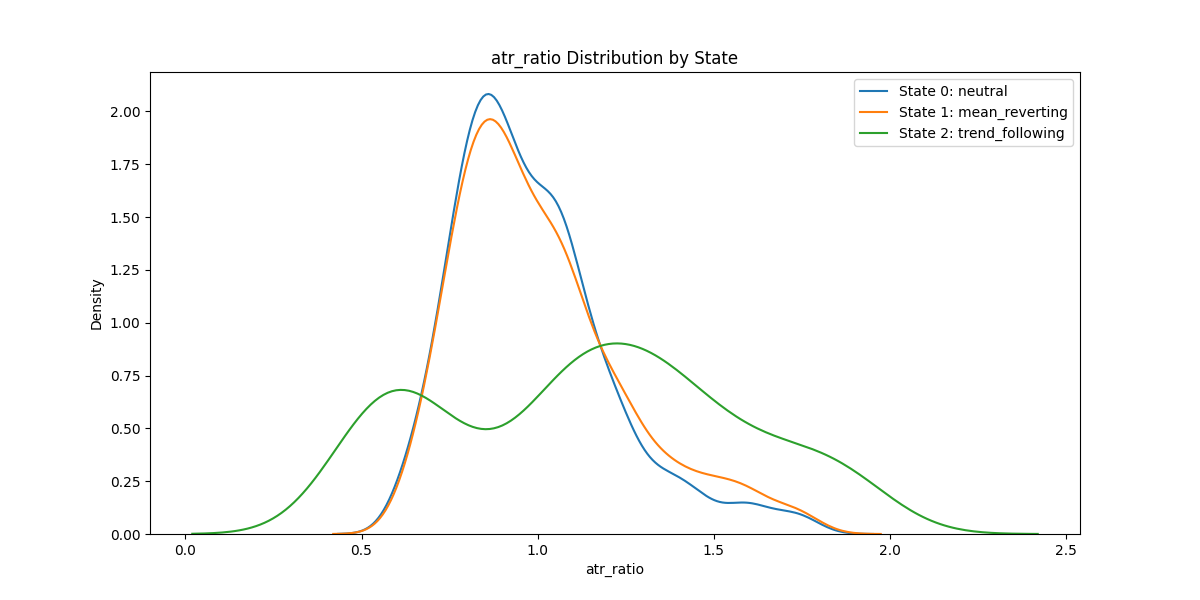 atr_ratio Distribution by State
State 0: neutral
State 1: mean_reverting
State 2: trend_following
Density
2.00
1.75
1.50
1.25
1.00
0.75
0.50
0.25
0.00
0.0 0.5 1.0 1.5 2.0 2.5
atr_ratio